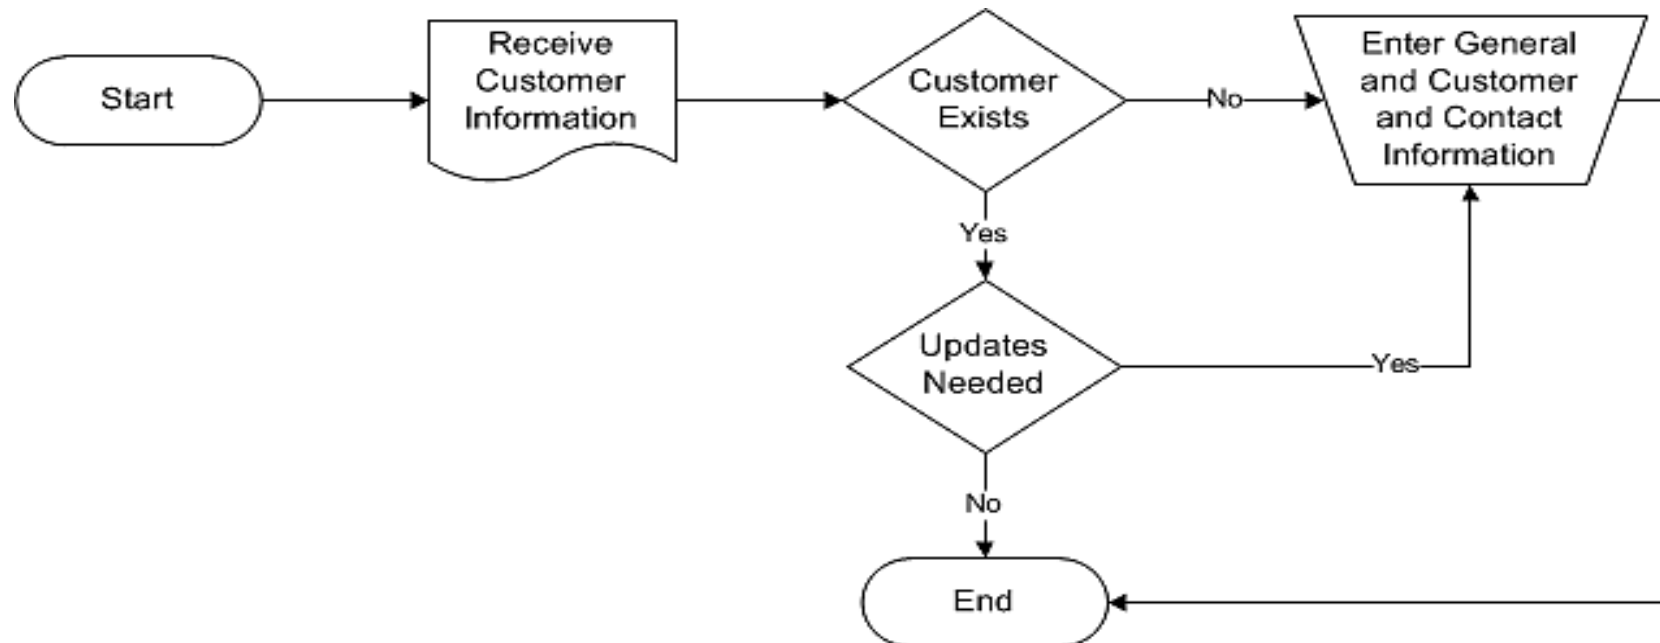 Start
Receive
Customer
Information
Customer
Exists
No
Enter General
and Customer
and Contact
Information
Yes
Updates
Needed
Yes
No
End